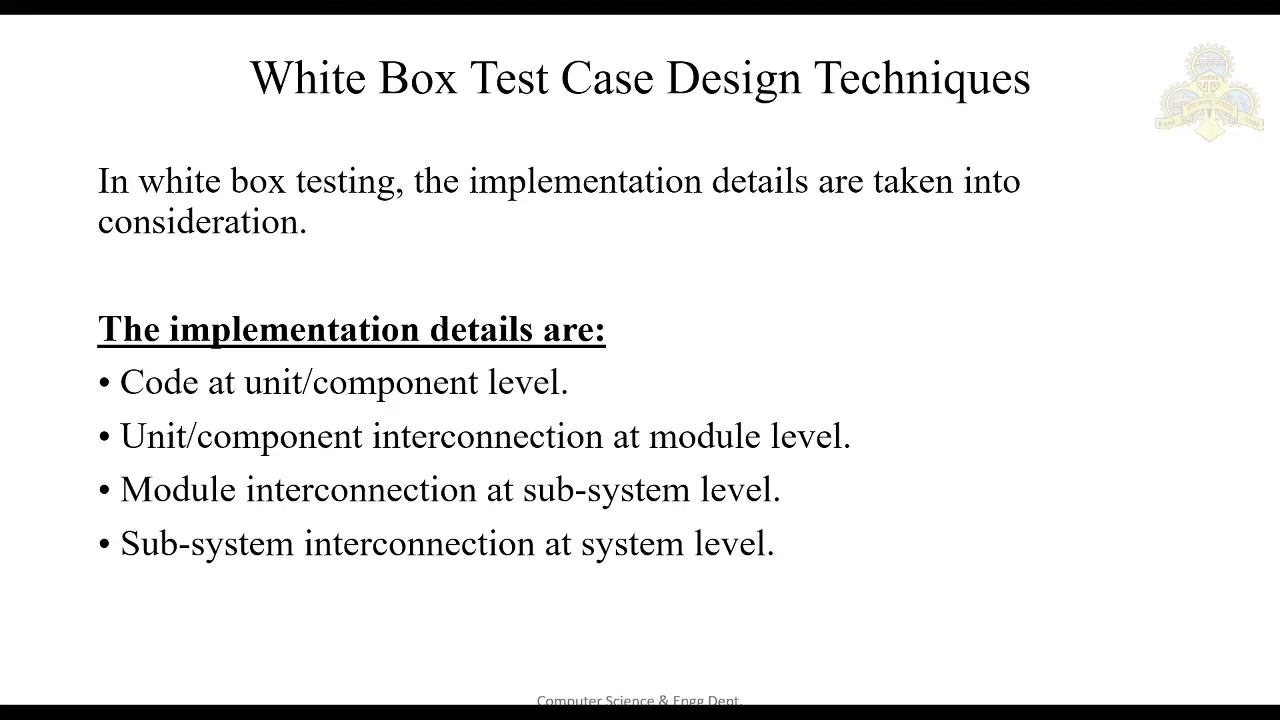 White Box Test Case Design Techniques
In white box testing, the implementation details are taken into
consideration.
The implementation details are:
• Code at unit/component level.
• Unit/component interconnection at module level.
• Module interconnection at sub-system level.
• Sub-system interconnection at system level.
Computer Science & Engg Dept.